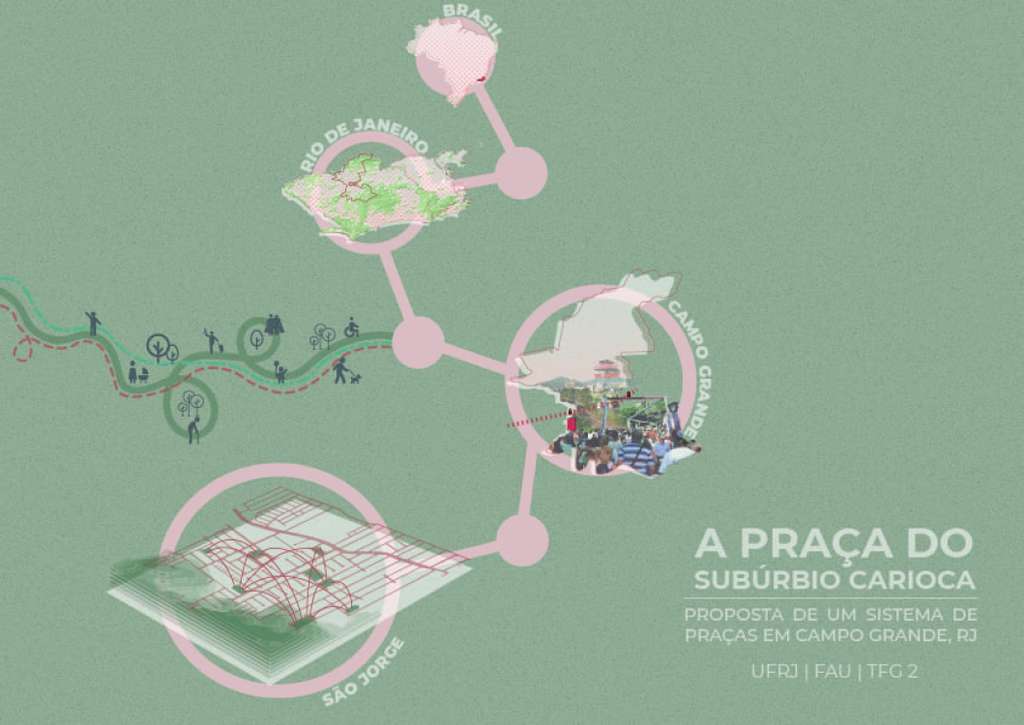 BRASIL
RIO DE JANEIRO
CAMPO GRANDE
SÃO JORGE
A PRAÇA DO
SUBÚRBIO CARIOCA
PROPOSTA DE UM SISTEMA DE
PRAÇAS EM CAMPO GRANDE, RJ
UFRJ | FAU | TFG 2